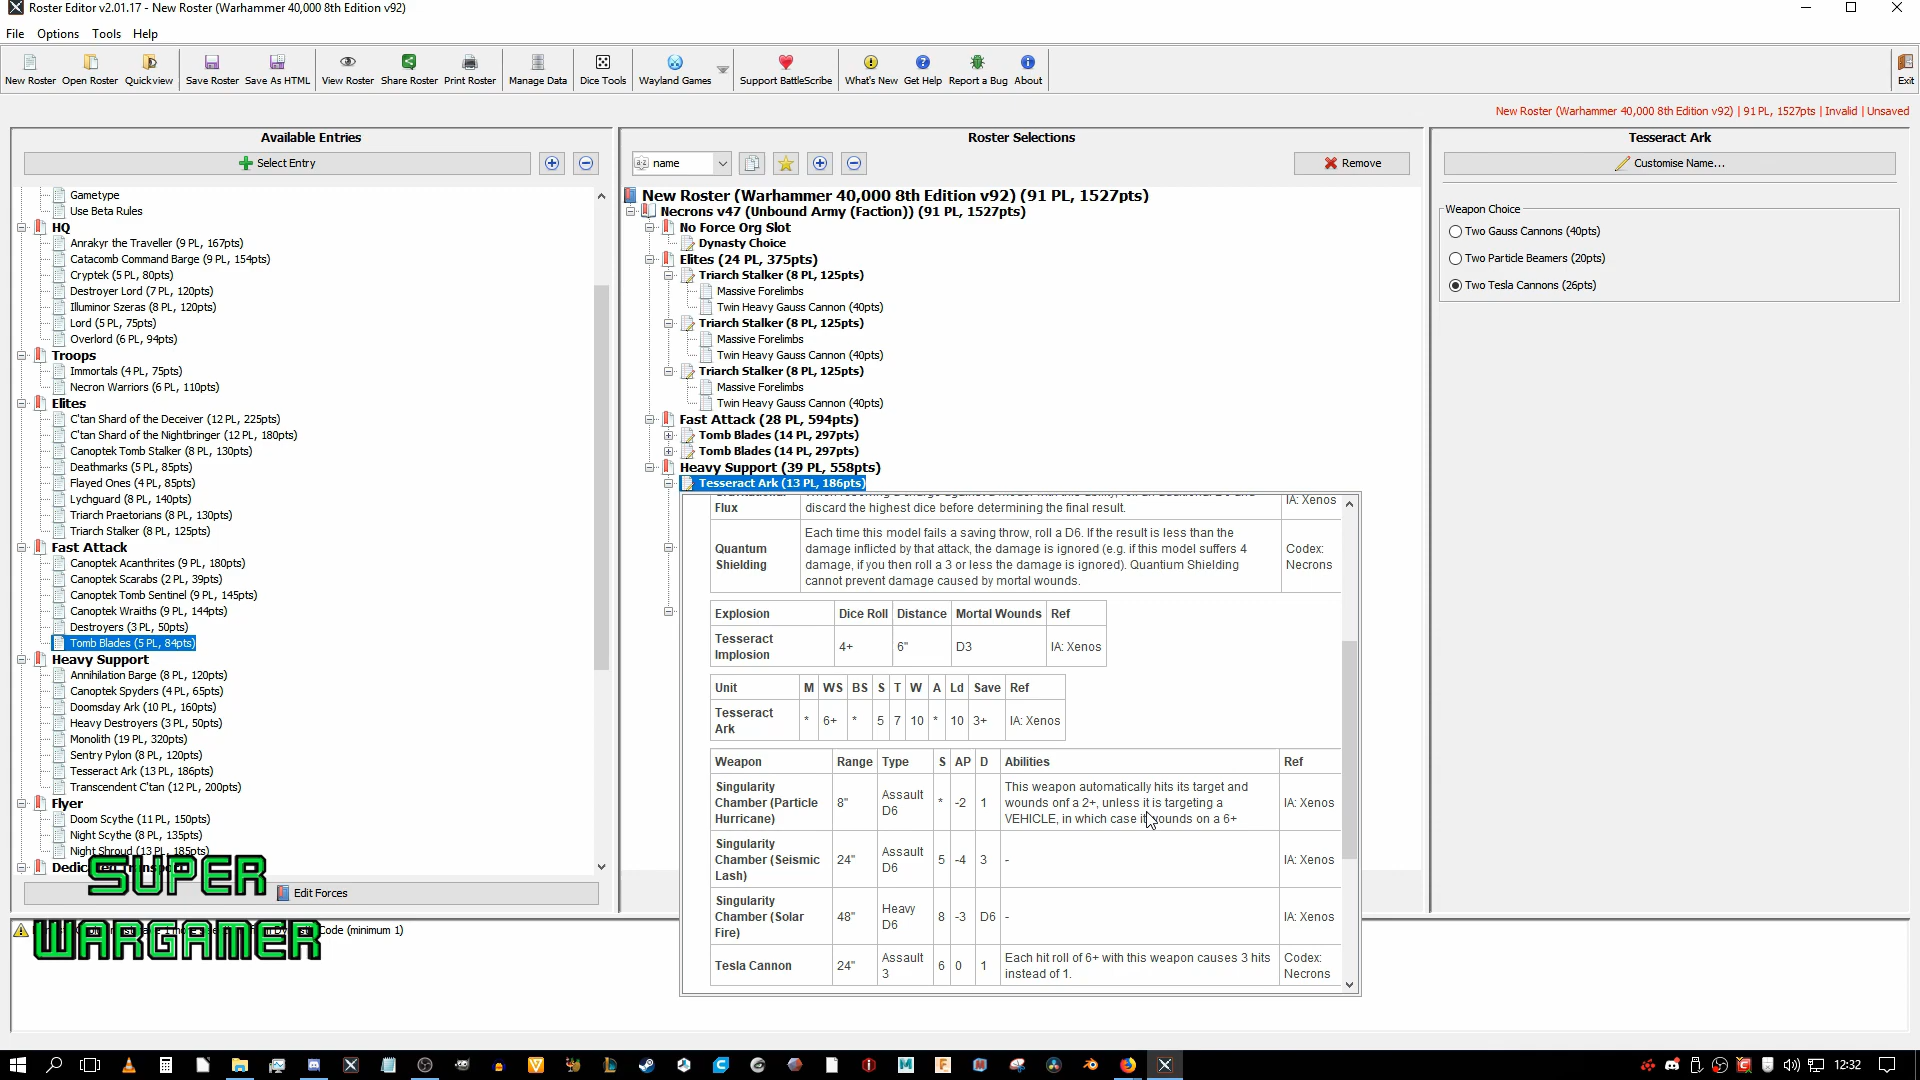 Roster Editor v2.01.17 - New Roster (Warhammer 40,000 8th Edition v92)
File Options Tools Help
New Roster Open Roster Quickview Save Roster Save As HTML View Roster Share Roster Print Roster Manage Data Dice Tools Wayland Games Support BattleScribe What's New Get Help Report a Bug About Exit
New Roster (Warhammer 40,000 8th Edition v92) | 91 PL, 1527pts | Invalid | Unsaved
Available Entries
Select Entry
Gametype
Use Beta Rules
HQ
Anrakyr the Traveller (9 PL, 167pts)
Catacomb Command Barge (9 PL, 154pts)
Cryptek (5 PL, 80pts)
Destroyer Lord (7 PL, 120pts)
Illuminor Szeras (8 PL, 120pts)
Lord (5 PL, 75pts)
Overlord (6 PL, 94pts)
Troops
Immortals (4 PL, 75pts)
Necron Warriors (6 PL, 110pts)
Elites
C'tan Shard of the Deceiver (12 PL, 225pts)
C'tan Shard of the Nightbringer (12 PL, 180pts)
Canoptek Tomb Stalker (8 PL, 130pts)
Deathmarks (5 PL, 85pts)
Flayed Ones (4 PL, 85pts)
Lychguard (8 PL, 140pts)
Triarch Praetorians (8 PL, 130pts)
Triarch Stalker (8 PL, 125pts)
Fast Attack
Canoptek Acanthrites (9 PL, 180pts)
Canoptek Scarabs (2 PL, 39pts)
Canoptek Tomb Sentinel (9 PL, 145pts)
Canoptek Wraiths (9 PL, 144pts)
Destroyers (3 PL, 50pts)
Tomb Blades (5 PL, 84pts)
Heavy Support
Annihilation Barge (8 PL, 120pts)
Canoptek Spyders (4 PL, 65pts)
Doomsday Ark (10 PL, 160pts)
Heavy Destroyers (3 PL, 50pts)
Monolith (19 PL, 320pts)
Sentry Pylon (8 PL, 120pts)
Tesseract Ark (13 PL, 186pts)
Transcendent C'tan (12 PL, 200pts)
Flyer
Doom Scythe (11 PL, 150pts)
Night Scythe (8 PL, 135pts)
Night Shroud (13 PL, 185pts)
Edit Forces
SUPER
WARGAMER
Code (minimum 1)
Roster Selections
name
Remove
New Roster (Warhammer 40,000 8th Edition v92) (91 PL, 1527pts)
Necrons v47 (Unbound Army (Faction)) (91 PL, 1527pts)
No Force Org Slot
Dynasty Choice
Elites (24 PL, 375pts)
Triarch Stalker (8 PL, 125pts)
Massive Forelimbs
Twin Heavy Gauss Cannon (40pts)
Triarch Stalker (8 PL, 125pts)
Massive Forelimbs
Twin Heavy Gauss Cannon (40pts)
Triarch Stalker (8 PL, 125pts)
Massive Forelimbs
Twin Heavy Gauss Cannon (40pts)
Fast Attack (28 PL, 594pts)
Tomb Blades (14 PL, 297pts)
Tomb Blades (14 PL, 297pts)
Heavy Support (39 PL, 558pts)
Tesseract Ark (13 PL, 186pts)
Flux discard the highest dice before determining the final result. IA: Xenos
Quantum Shielding
Each time this model fails a saving throw, roll a D6. If the result is less than the
damage inflicted by that attack, the damage is ignored (e.g. if this model suffers 4
damage, if you then roll a 3 or less the damage is ignored). Quantum Shielding
cannot prevent damage caused by mortal wounds.
Codex: Necrons
Explosion Dice Roll Distance Mortal Wounds Ref
Tesseract Implosion 4+ 6" D3 IA: Xenos
Unit M WS BS S T W A Ld Save Ref
Tesseract Ark * 6+ * 5 7 10 * 10 3+ IA: Xenos
Weapon Range Type S AP D Abilities Ref
Singularity Chamber (Particle Hurricane) 8" Assault D6 * -2 1
This weapon automatically hits its target and
wounds onf a 2+, unless it is targeting a
VEHICLE, in which case it wounds on a 6+
IA: Xenos
Singularity Chamber (Seismic Lash) 24" Assault D6 5 -4 3 - IA: Xenos
Singularity Chamber (Solar Fire) 48" Heavy D6 8 -3 D6 - IA: Xenos
Tesla Cannon 24" Assault 3 6 0 1
Each hit roll of 6+ with this weapon causes 3 hits
instead of 1.
Codex: Necrons
Tesseract Ark
Customise Name...
Weapon Choice
Two Gauss Cannons (40pts)
Two Particle Beamers (20pts)
Two Tesla Cannons (26pts)
12:32